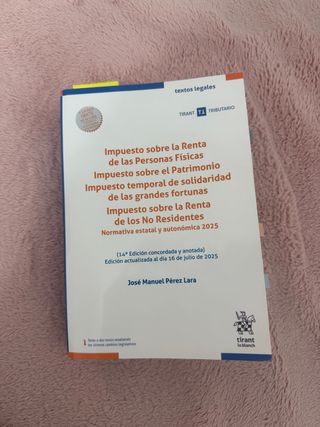 textos legales
TIRANT TRIBUTARIO
Impuesto sobre la Renta
de las Personas Físicas
Impuesto sobre el Patrimonio
Impuesto temporal de solidaridad
de las grandes fortunas
Impuesto sobre la Renta
de los No Residentes
Normativa estatal y autonómica 2025
(14ª Edición concordada y anotada)
Edición actualizada al día 16 de julio de 2025
José Manuel Pérez Lara
tirant
lo blanch